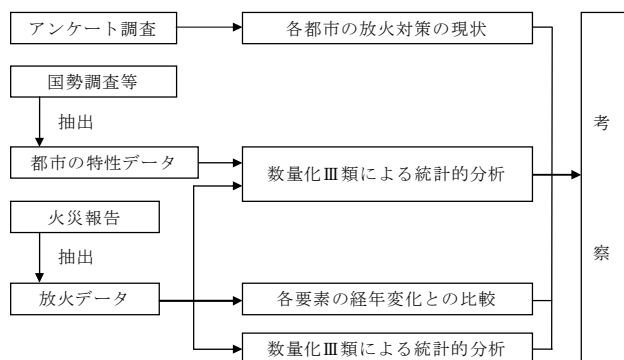 アンケート調査
各都市の放火対策の現状
国勢調査等
抽出
都市の特性データ
数量化Ⅲ類による統計的分析
火災報告
抽出
放火データ
各要素の経年変化との比較
数量化Ⅲ類による統計的分析
考
察